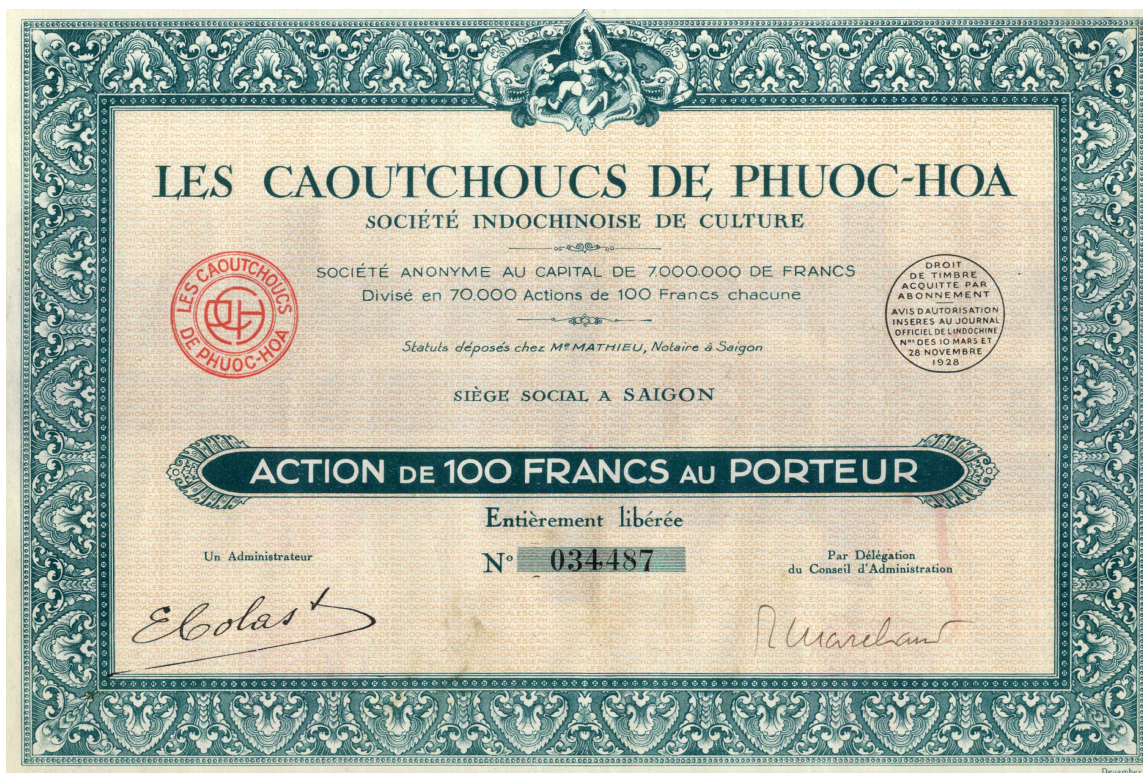 LES CAOUTCHOUCS DE PHUOC-HOA
SOCIÉTÉ INDOCHINOISE DE CULTURE
SOCIÉTÉ ANONYME AU CAPITAL DE 7.000.000 DE FRANCS
Divisé en 70.000 Actions de 100 Francs chacune
Statuts déposés chez Me MATHIEU, Notaire à Saigon
SIÈGE SOCIAL A SAIGON
LES CAOUTCHOUCS
DE PHUOC-HOA
DROIT
DE TIMBRE
ACQUITTE PAR
ABONNEMENT
AVIS D'AUTORISATION
INSERES AU JOURNAL
OFFICIEL DE L'INDOCHINE
Nos DES 10 MARS ET
28 NOVEMBRE
1928
ACTION DE 100 FRANCS AU PORTEUR
Entièrement libérée
Un Administrateur
No 034487
Par Délégation
du Conseil d'Administration
EColas
Marchand
Devambez